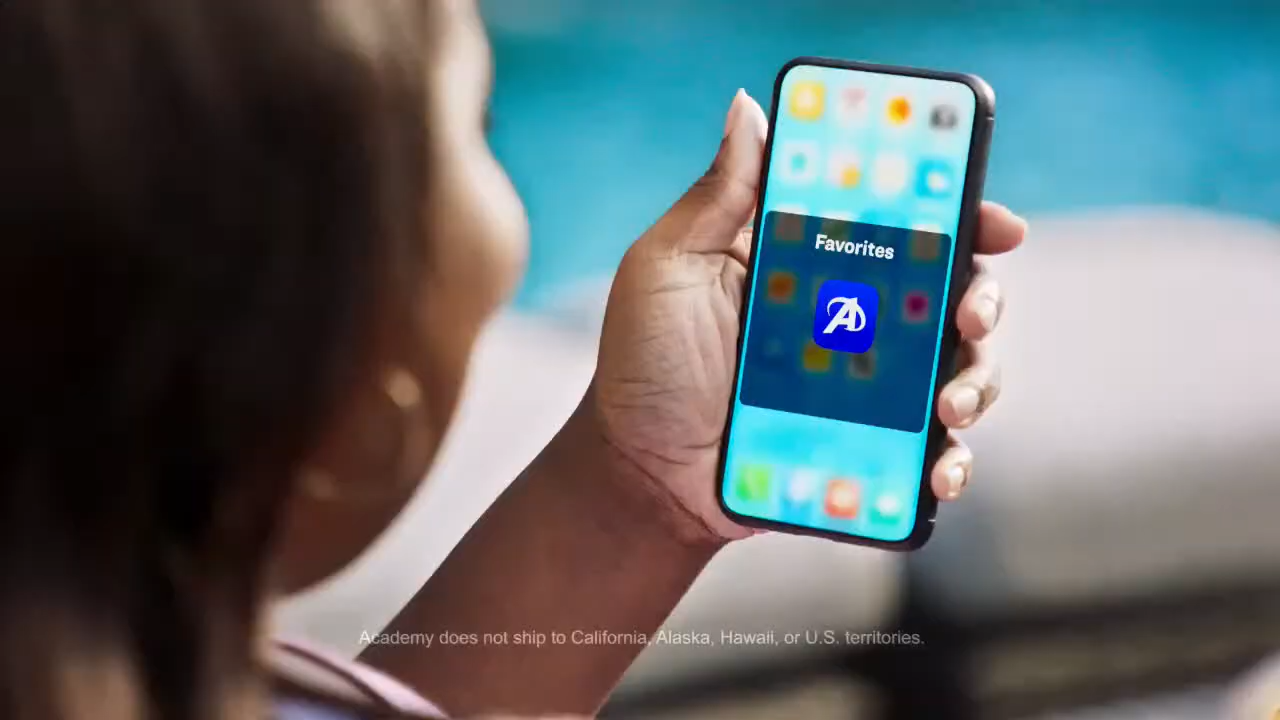 Favorites
A
Academy does not ship to California, Alaska, Hawaii, or U.S. territories.